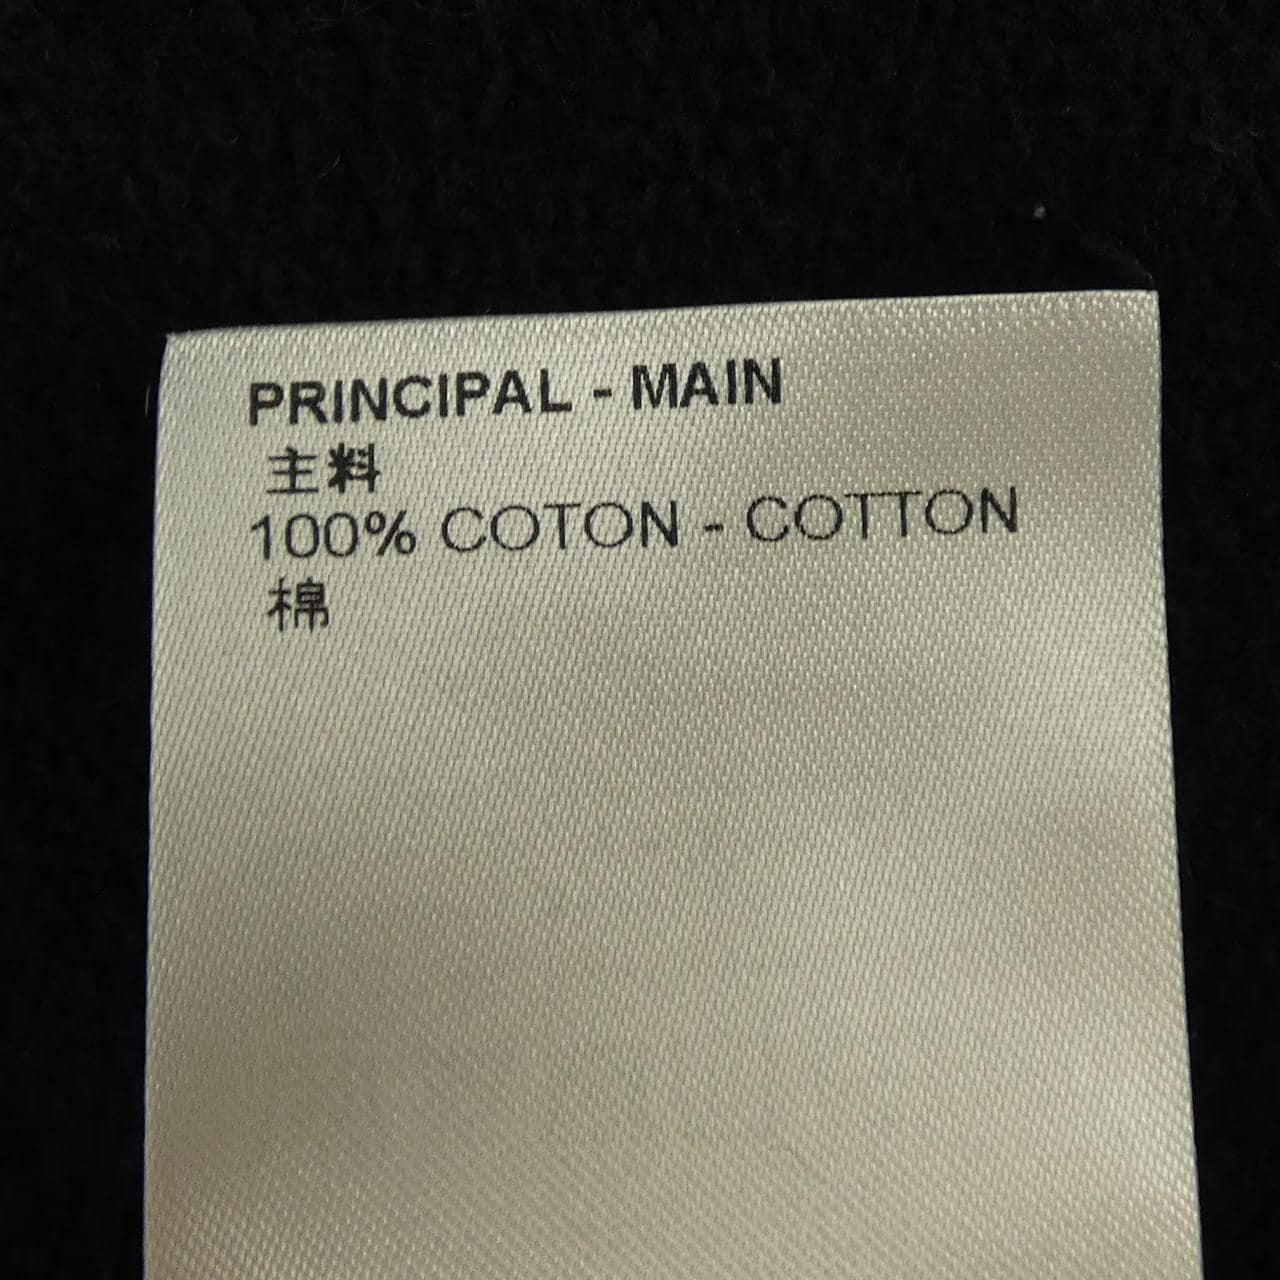 PRINCIPAL - MAIN
主料
100% COTON - COTTON
棉